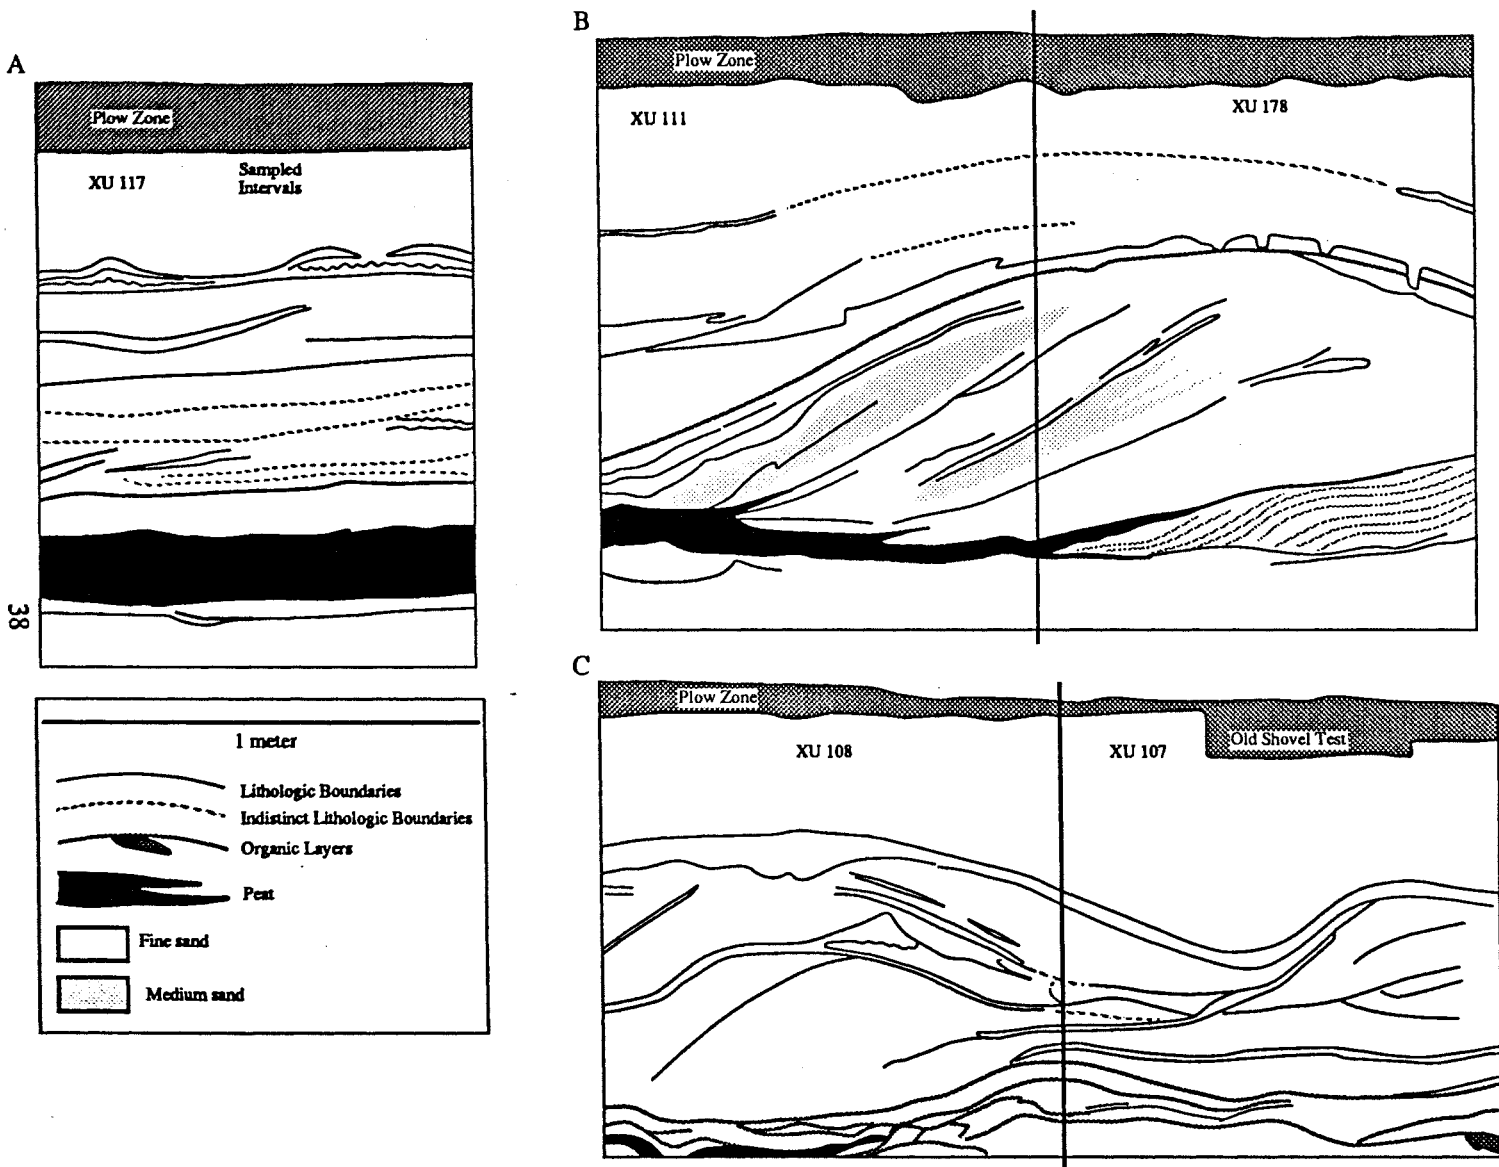 A
Plow Zone
XU 117
Sampled
Intervals
B
Plow Zone
XU 111
XU 178
38
1 meter
Lithologic Boundaries
Indistinct Lithologic Boundaries
Organic Layers
Peat
Fine sand
Medium sand
C
Plow Zone
XU 108
XU 107
Old Shovel Test